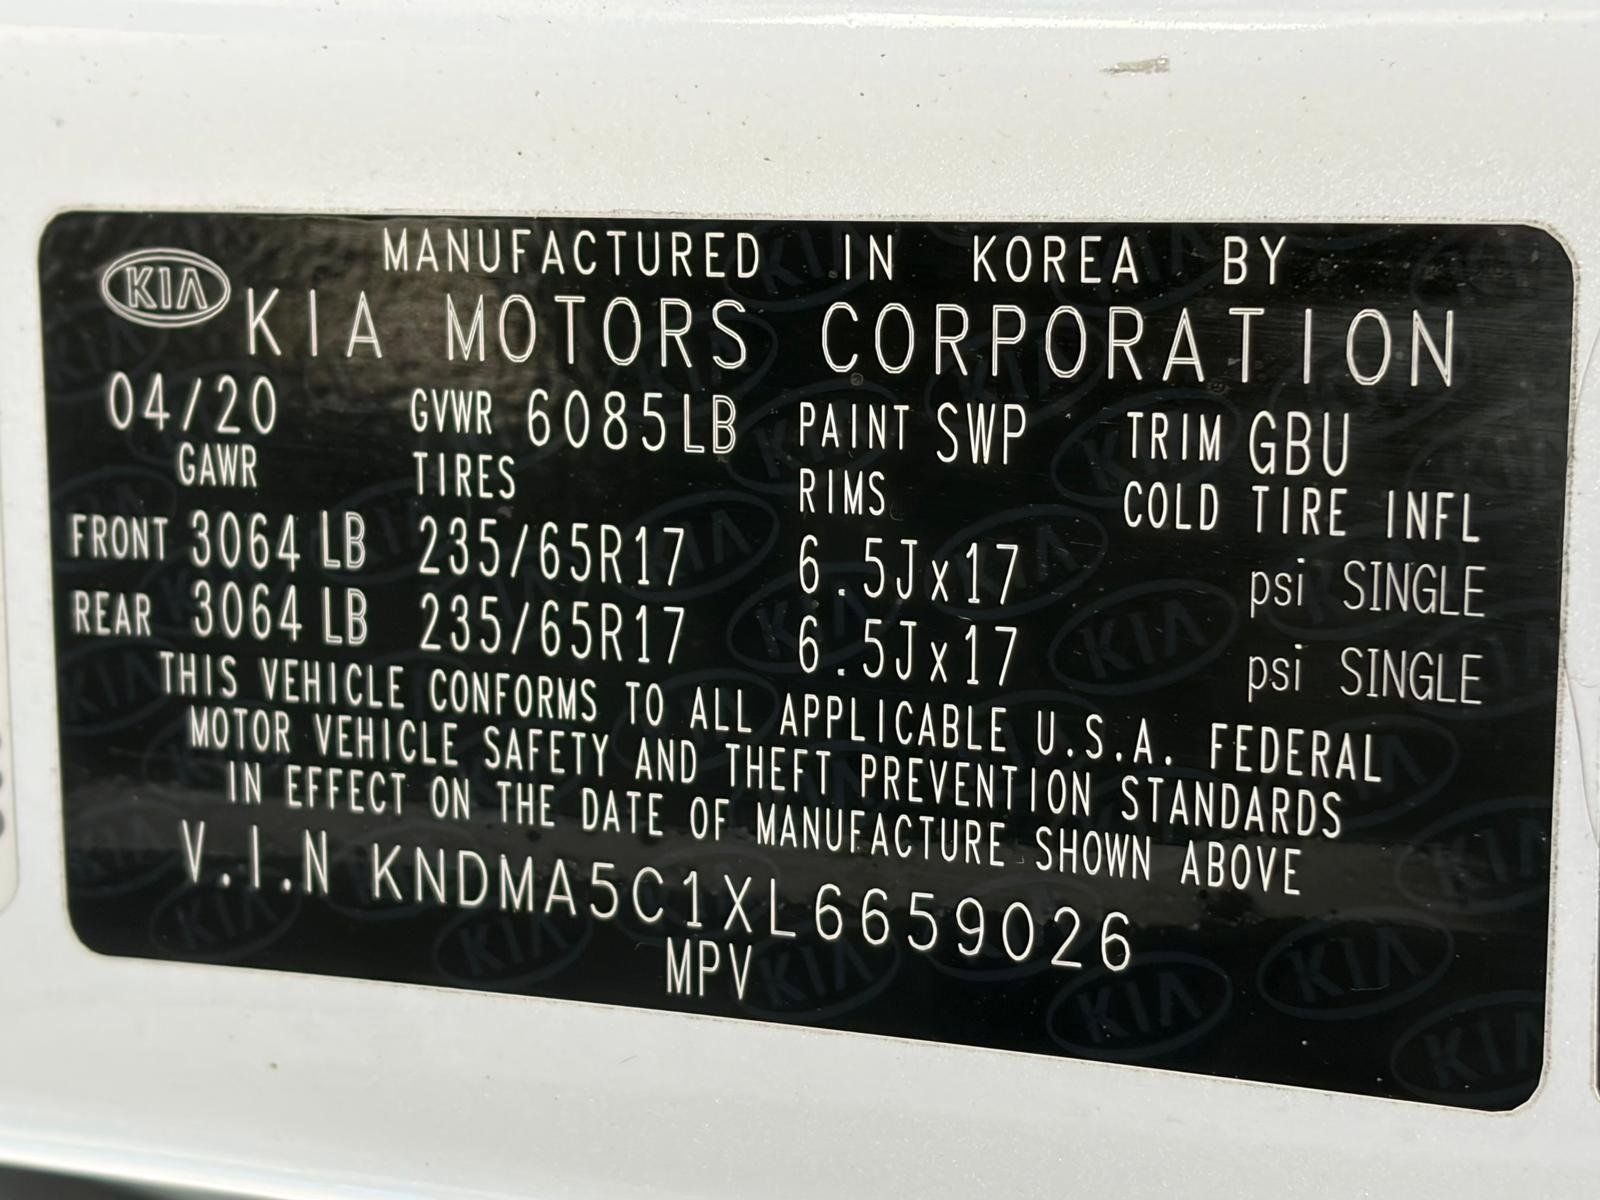 MANUFACTURED IN KOREA BY
KIA KIA MOTORS CORPORATION
04/20 GVWR 6085LB PAINT SWP TRIM GBU
GAWR TIRES RIMS COLD TIRE INFL
FRONT 3064 LB 235/65R17 6.5Jx17 psi SINGLE
REAR 3064 LB 235/65R17 6.5Jx17 psi SINGLE
THIS VEHICLE CONFORMS TO ALL APPLICABLE U.S.A. FEDERAL
MOTOR VEHICLE SAFETY AND THEFT PREVENTION STANDARDS
IN EFFECT ON THE DATE OF MANUFACTURE SHOWN ABOVE
V.I.N KNDMA5C1XL6659026
MPV